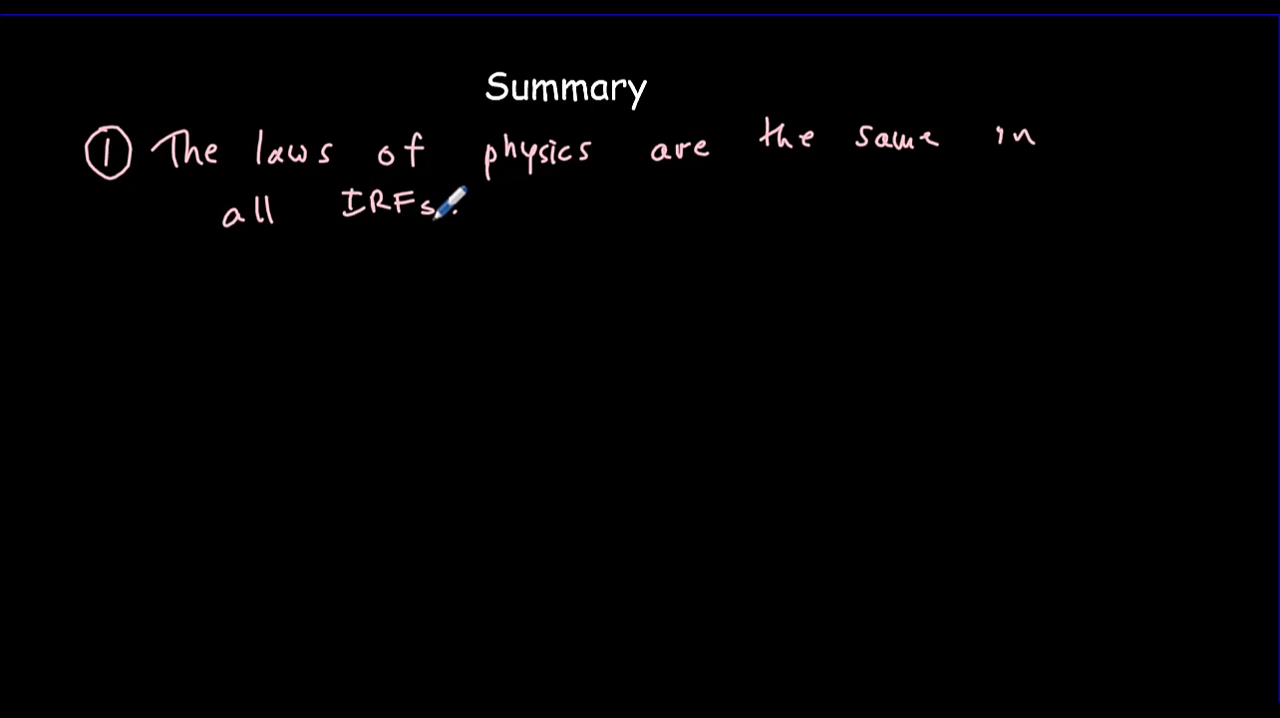 Summary
① The laws of physics are the same in
all IRFs.